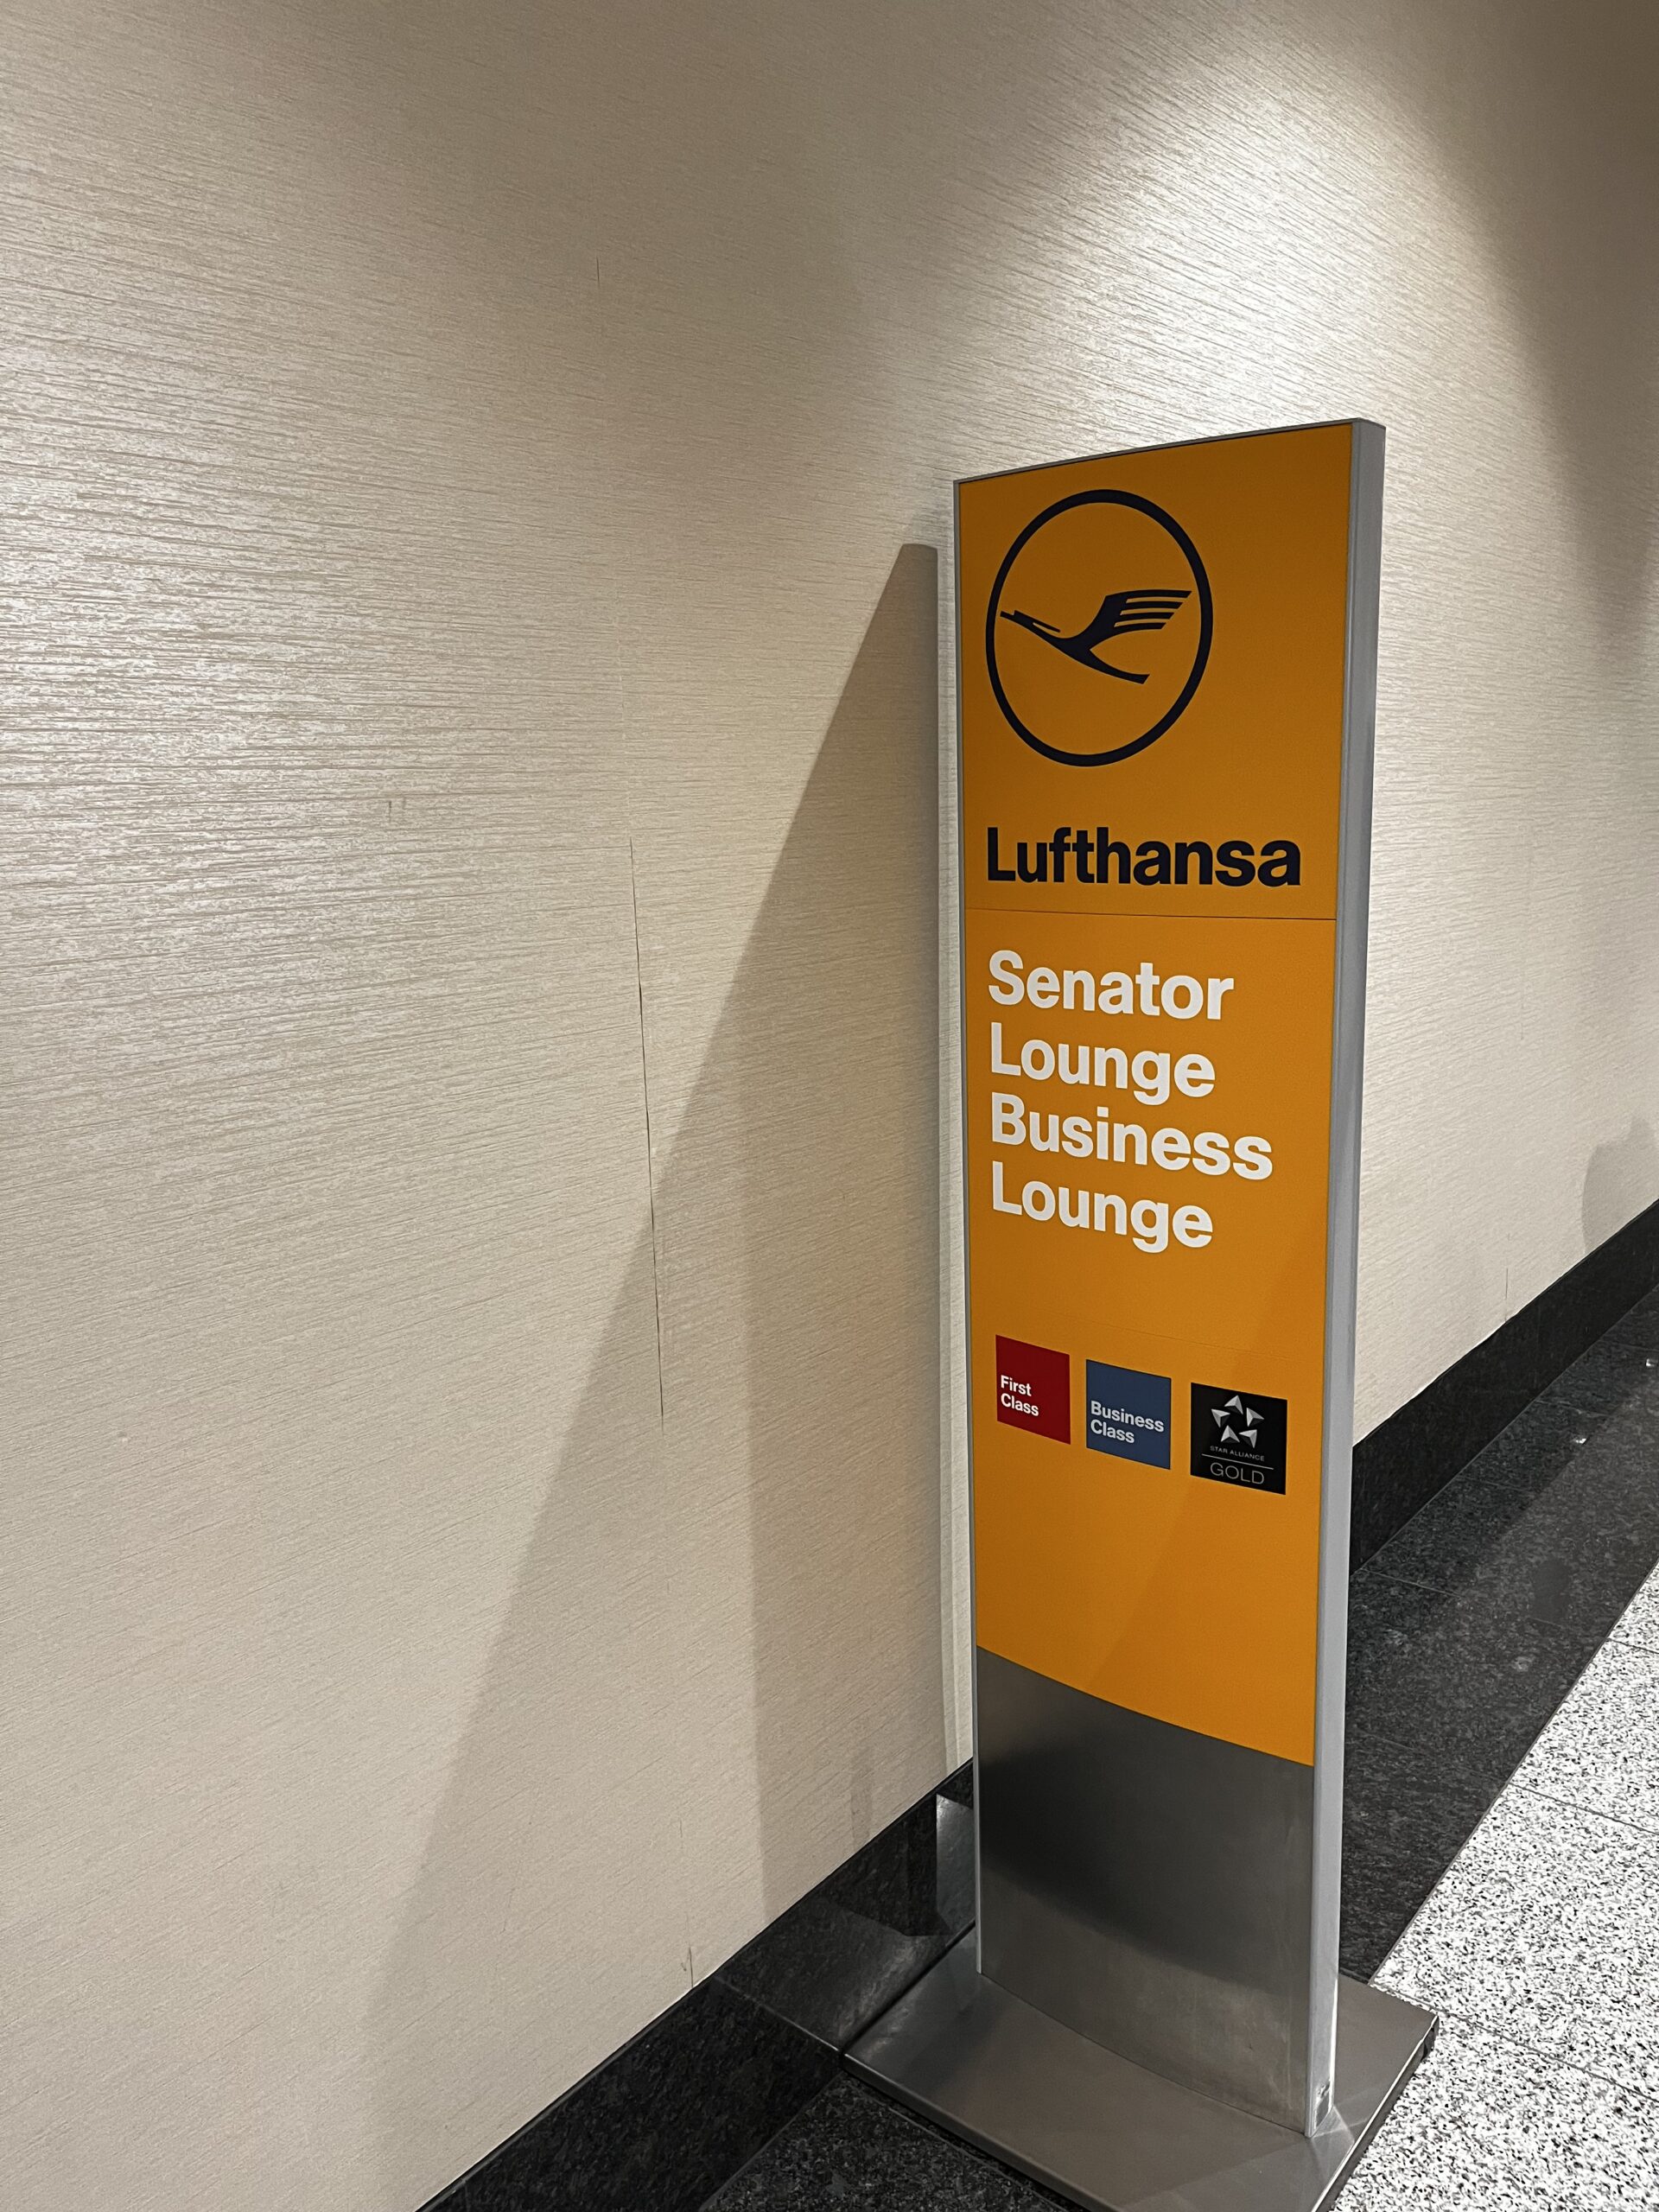 Lufthansa
Senator
Lounge
Business
Lounge
First
Class
Business
Class
STAR ALLIANCE
GOLD